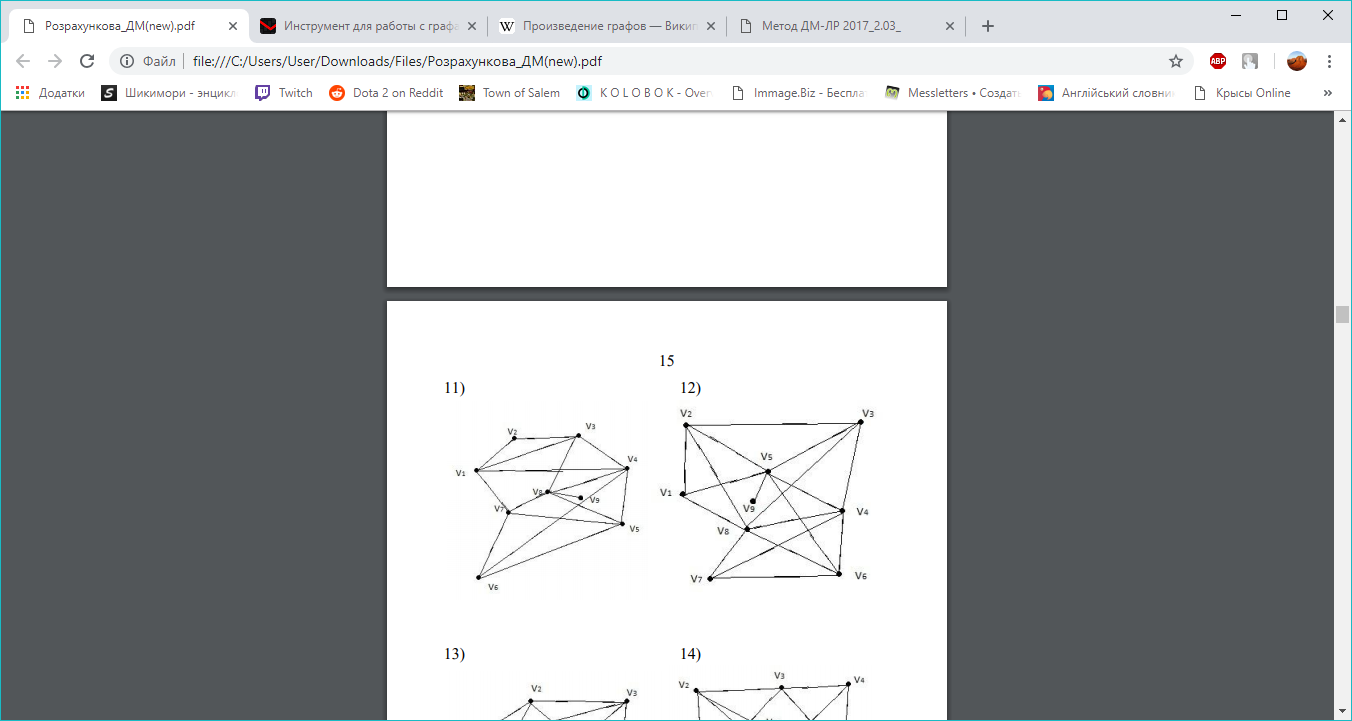 Розрахункова_ДМ(new).pdf
Инструмент для работы с графа
Произведение графов — Викип
Метод ДМ-ЛР 2017_2.03_
Файл
file:///C:/Users/User/Downloads/Files/Розрахункова_ДМ(new).pdf
ABP
Додатки
Шикимори - энцикл
Twitch
Dota 2 on Reddit
Town of Salem
K O L O B O K - Over
Immage.Biz - Беспла
Messletters • Создат
Англійський словни
Крысы Online
»
15
11)
12)
V2
V3
V1
V4
V8
V9
V7
V5
V6
V2
V3
V5
V1
V9
V4
V8
V7
V6
13)
14)
V2
V3
V2
V3
V4